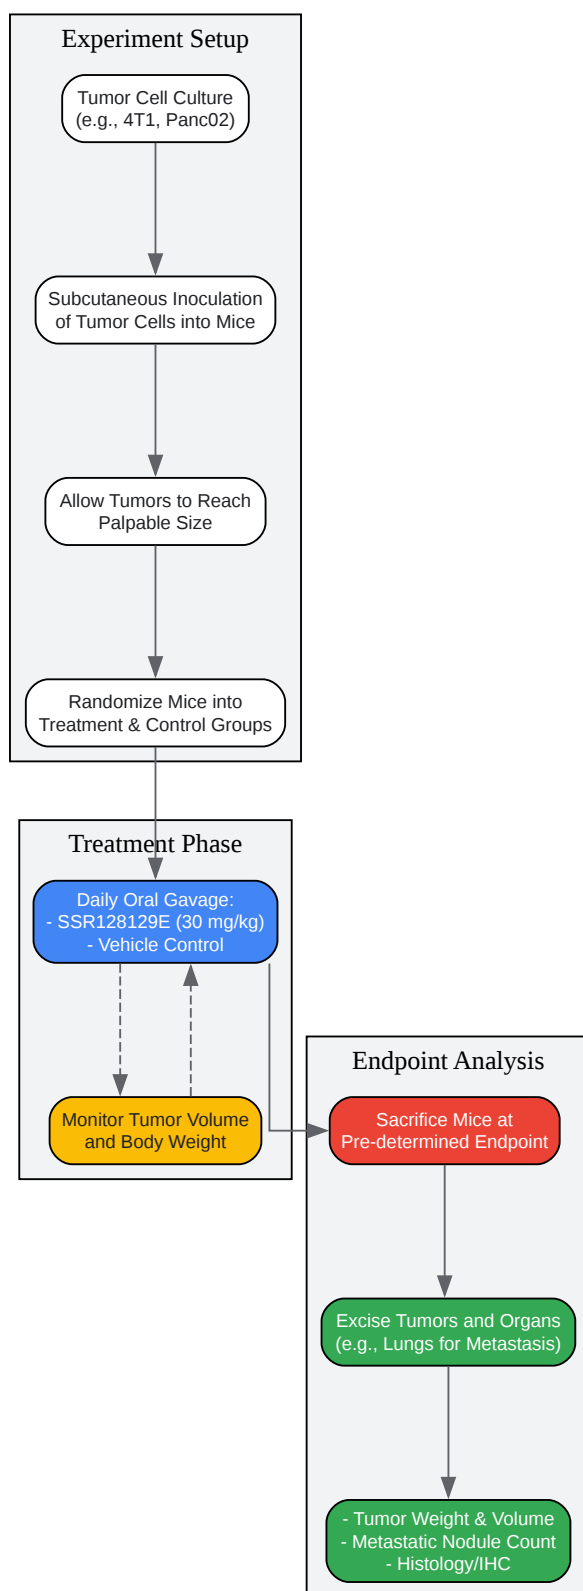 Experiment Setup
Tumor Cell Culture
(e.g., 4T1, Panc02)
Subcutaneous Inoculation
of Tumor Cells into Mice
Allow Tumors to Reach
Palpable Size
Randomize Mice into
Treatment & Control Groups
Treatment Phase
Daily Oral Gavage:
- SSR128129E (30 mg/kg)
- Vehicle Control
Monitor Tumor Volume
and Body Weight
Endpoint Analysis
Sacrifice Mice at
Pre-determined Endpoint
Excise Tumors and Organs
(e.g., Lungs for Metastasis)
- Tumor Weight & Volume
- Metastatic Nodule Count
- Histology/IHC